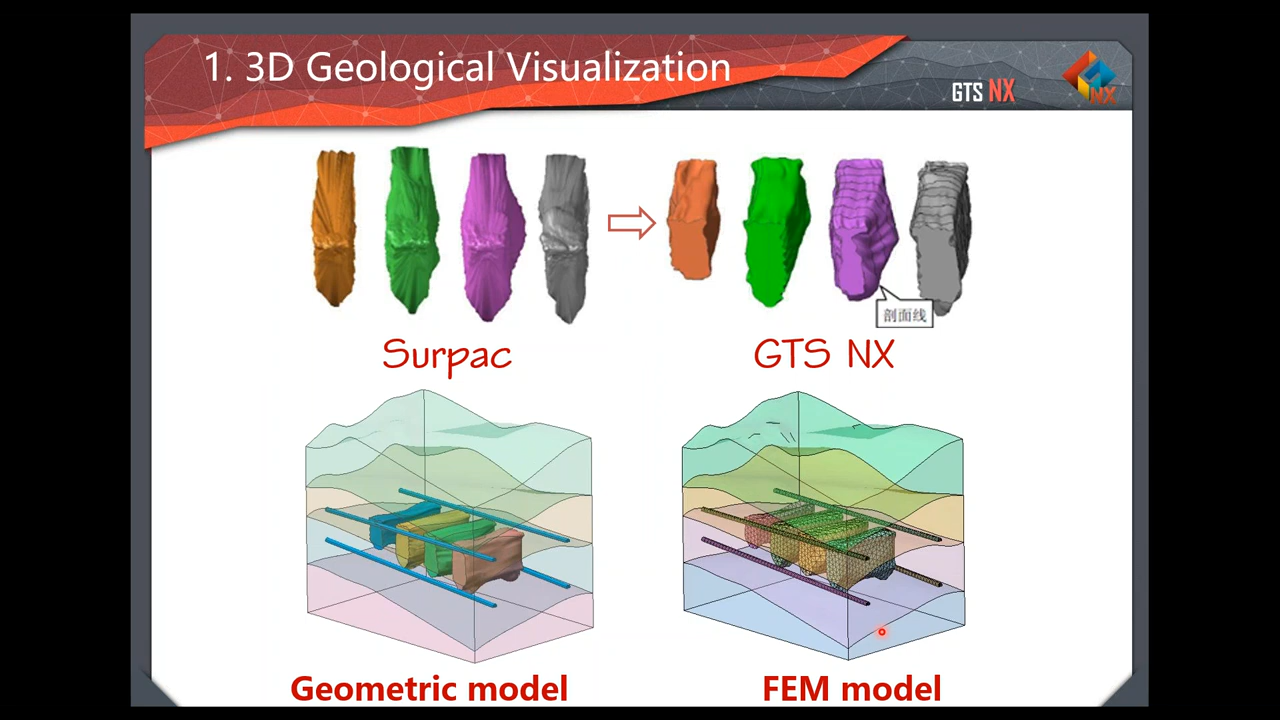 1. 3D Geological Visualization
GTS NX
NX
剖面线
Surpac
GTS NX
Geometric model
FEM model